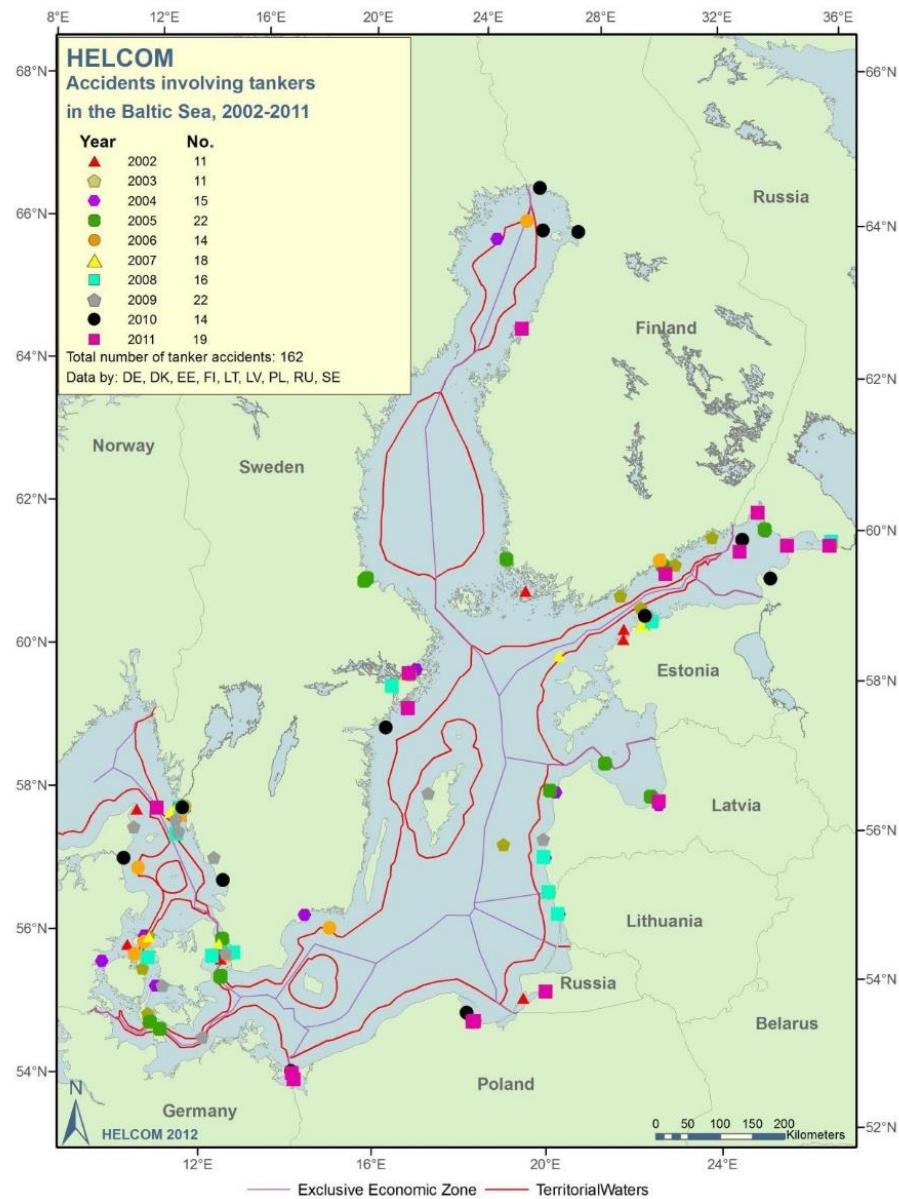 8°E 12°E 16°E 20°E 24°E 28°E 32°E 36°E
HELCOM
Accidents involving tankers
in the Baltic Sea, 2002-2011
Year No.
2002 11
2003 11
2004 15
2005 22
2006 14
2007 18
2008 16
2009 22
2010 14
2011 19
Total number of tanker accidents: 162
Data by: DE, DK, EE, FI, LT, LV, PL, RU, SE
68°N 66°N
Russia
66°N 64°N
Finland
64°N 62°N
Norway
Sweden
62°N 60°N
60°N 58°N
Estonia
58°N 56°N
Latvia
56°N 54°N
Lithuania
Russia
Belarus
54°N 52°N
Poland
Germany
N
HELCOM 2012
0 50 100 150 200
Kilometers
12°E 16°E 20°E 24°E
Exclusive Economic Zone TerritorialWaters